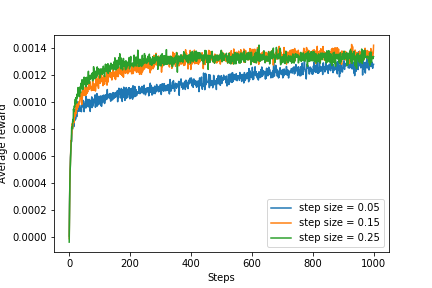 0.0014
0.0012
0.0010
0.0008
0.0006
0.0004
0.0002
0.0000
Average reward
0 200 400 600 800 1000
Steps
step size = 0.05
step size = 0.15
step size = 0.25